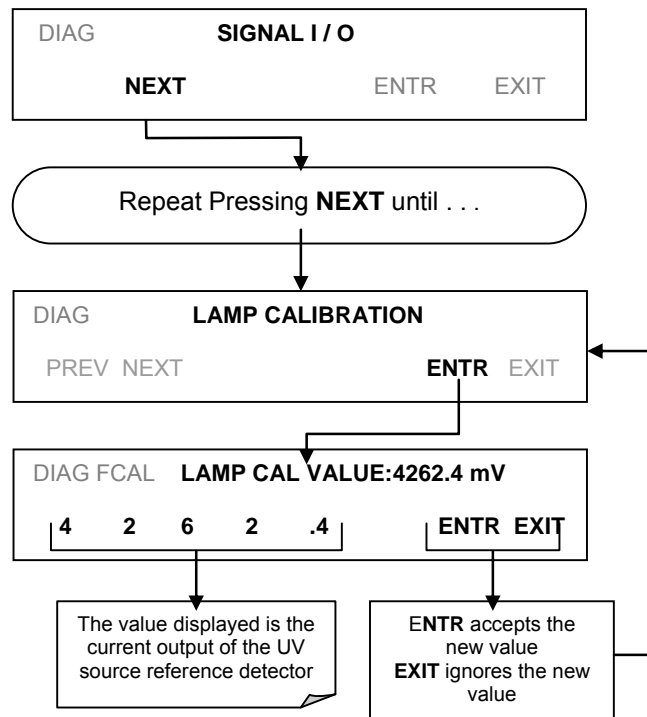 DIAG SIGNAL I / O
NEXT ENTR EXIT
Repeat Pressing NEXT until . . .
DIAG LAMP CALIBRATION
PREV NEXT ENTR EXIT
DIAG FCAL LAMP CAL VALUE:4262.4 mV
4 2 6 2 .4 ENTR EXIT
The value displayed is the
current output of the UV
source reference detector
ENTR accepts the
new value
EXIT ignores the new
value